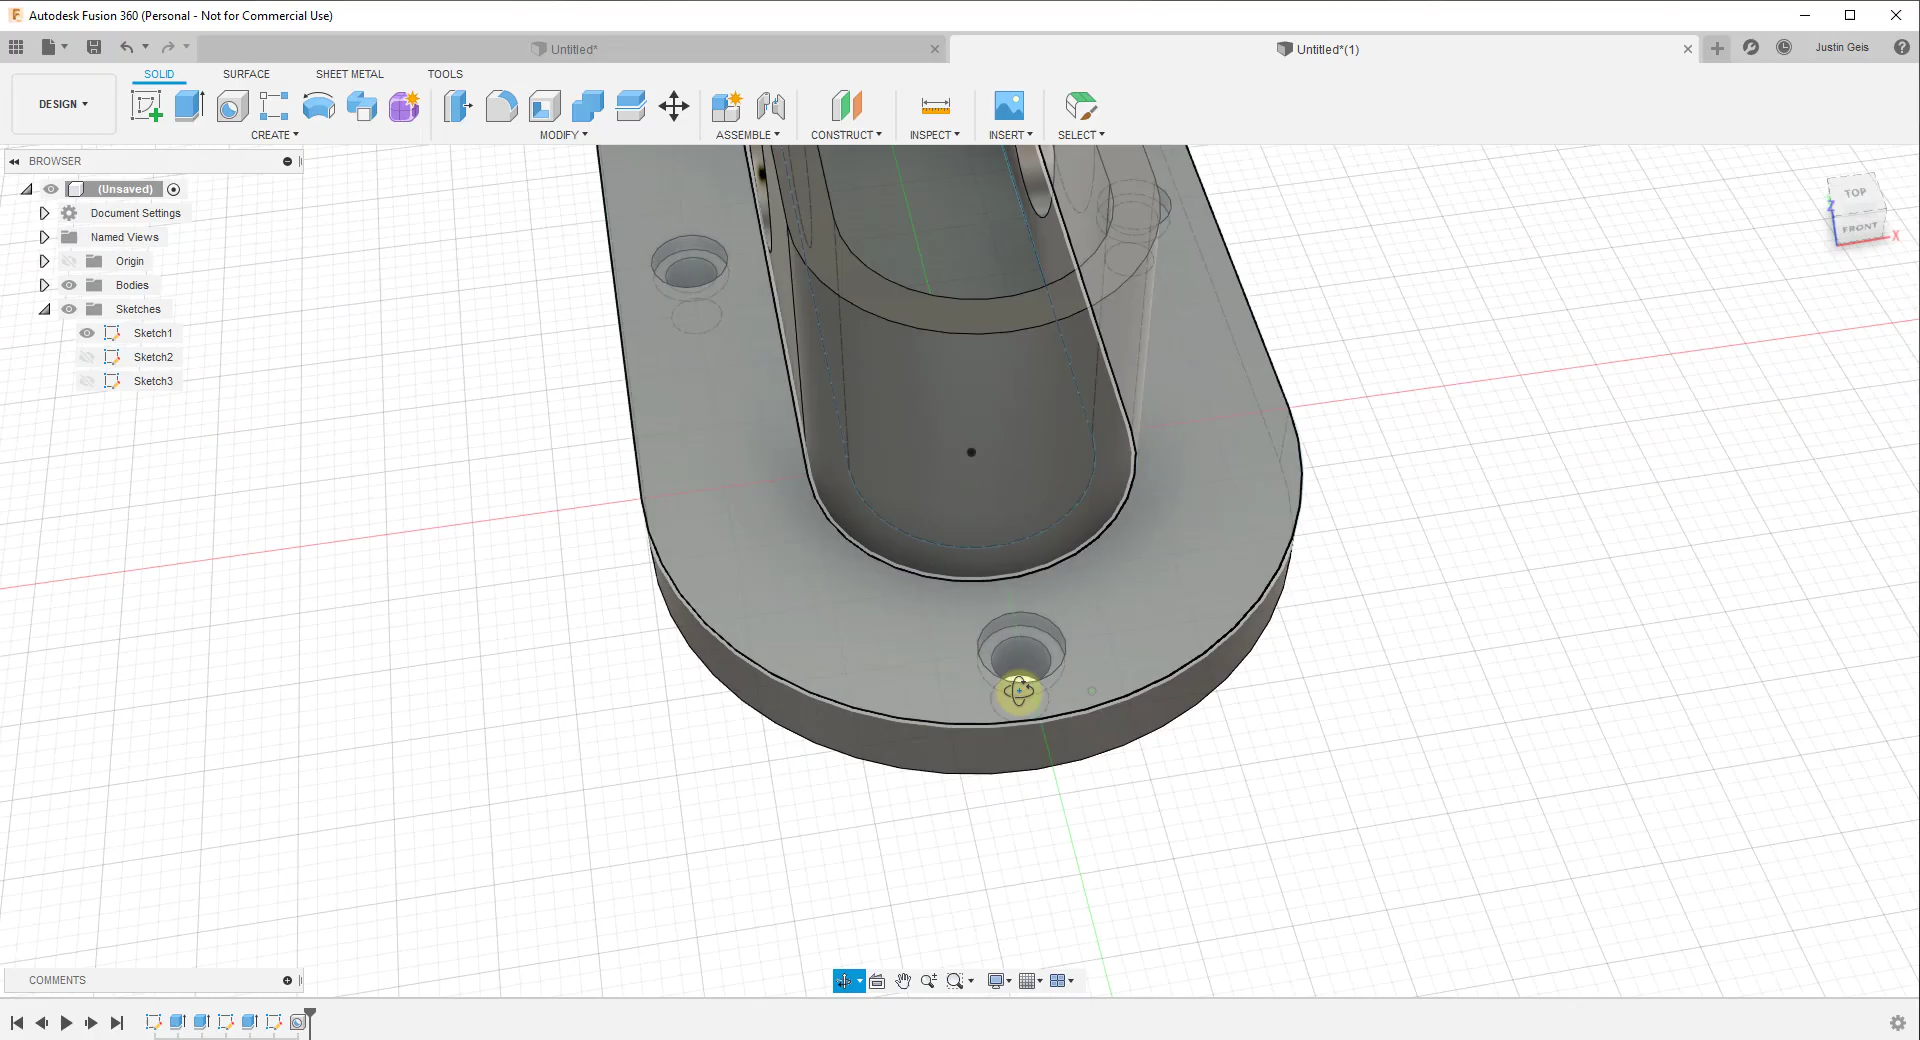 Autodesk Fusion 360 (Personal - Not for Commercial Use)
Untitled*
Untitled*(1)
Justin Geis
SOLID
SURFACE
SHEET METAL
TOOLS
DESIGN
CREATE
MODIFY
ASSEMBLE
CONSTRUCT
INSPECT
INSERT
SELECT
BROWSER
(Unsaved)
Document Settings
Named Views
Origin
Bodies
Sketches
Sketch1
Sketch2
Sketch3
TOP
Z
FRONT
X
COMMENTS